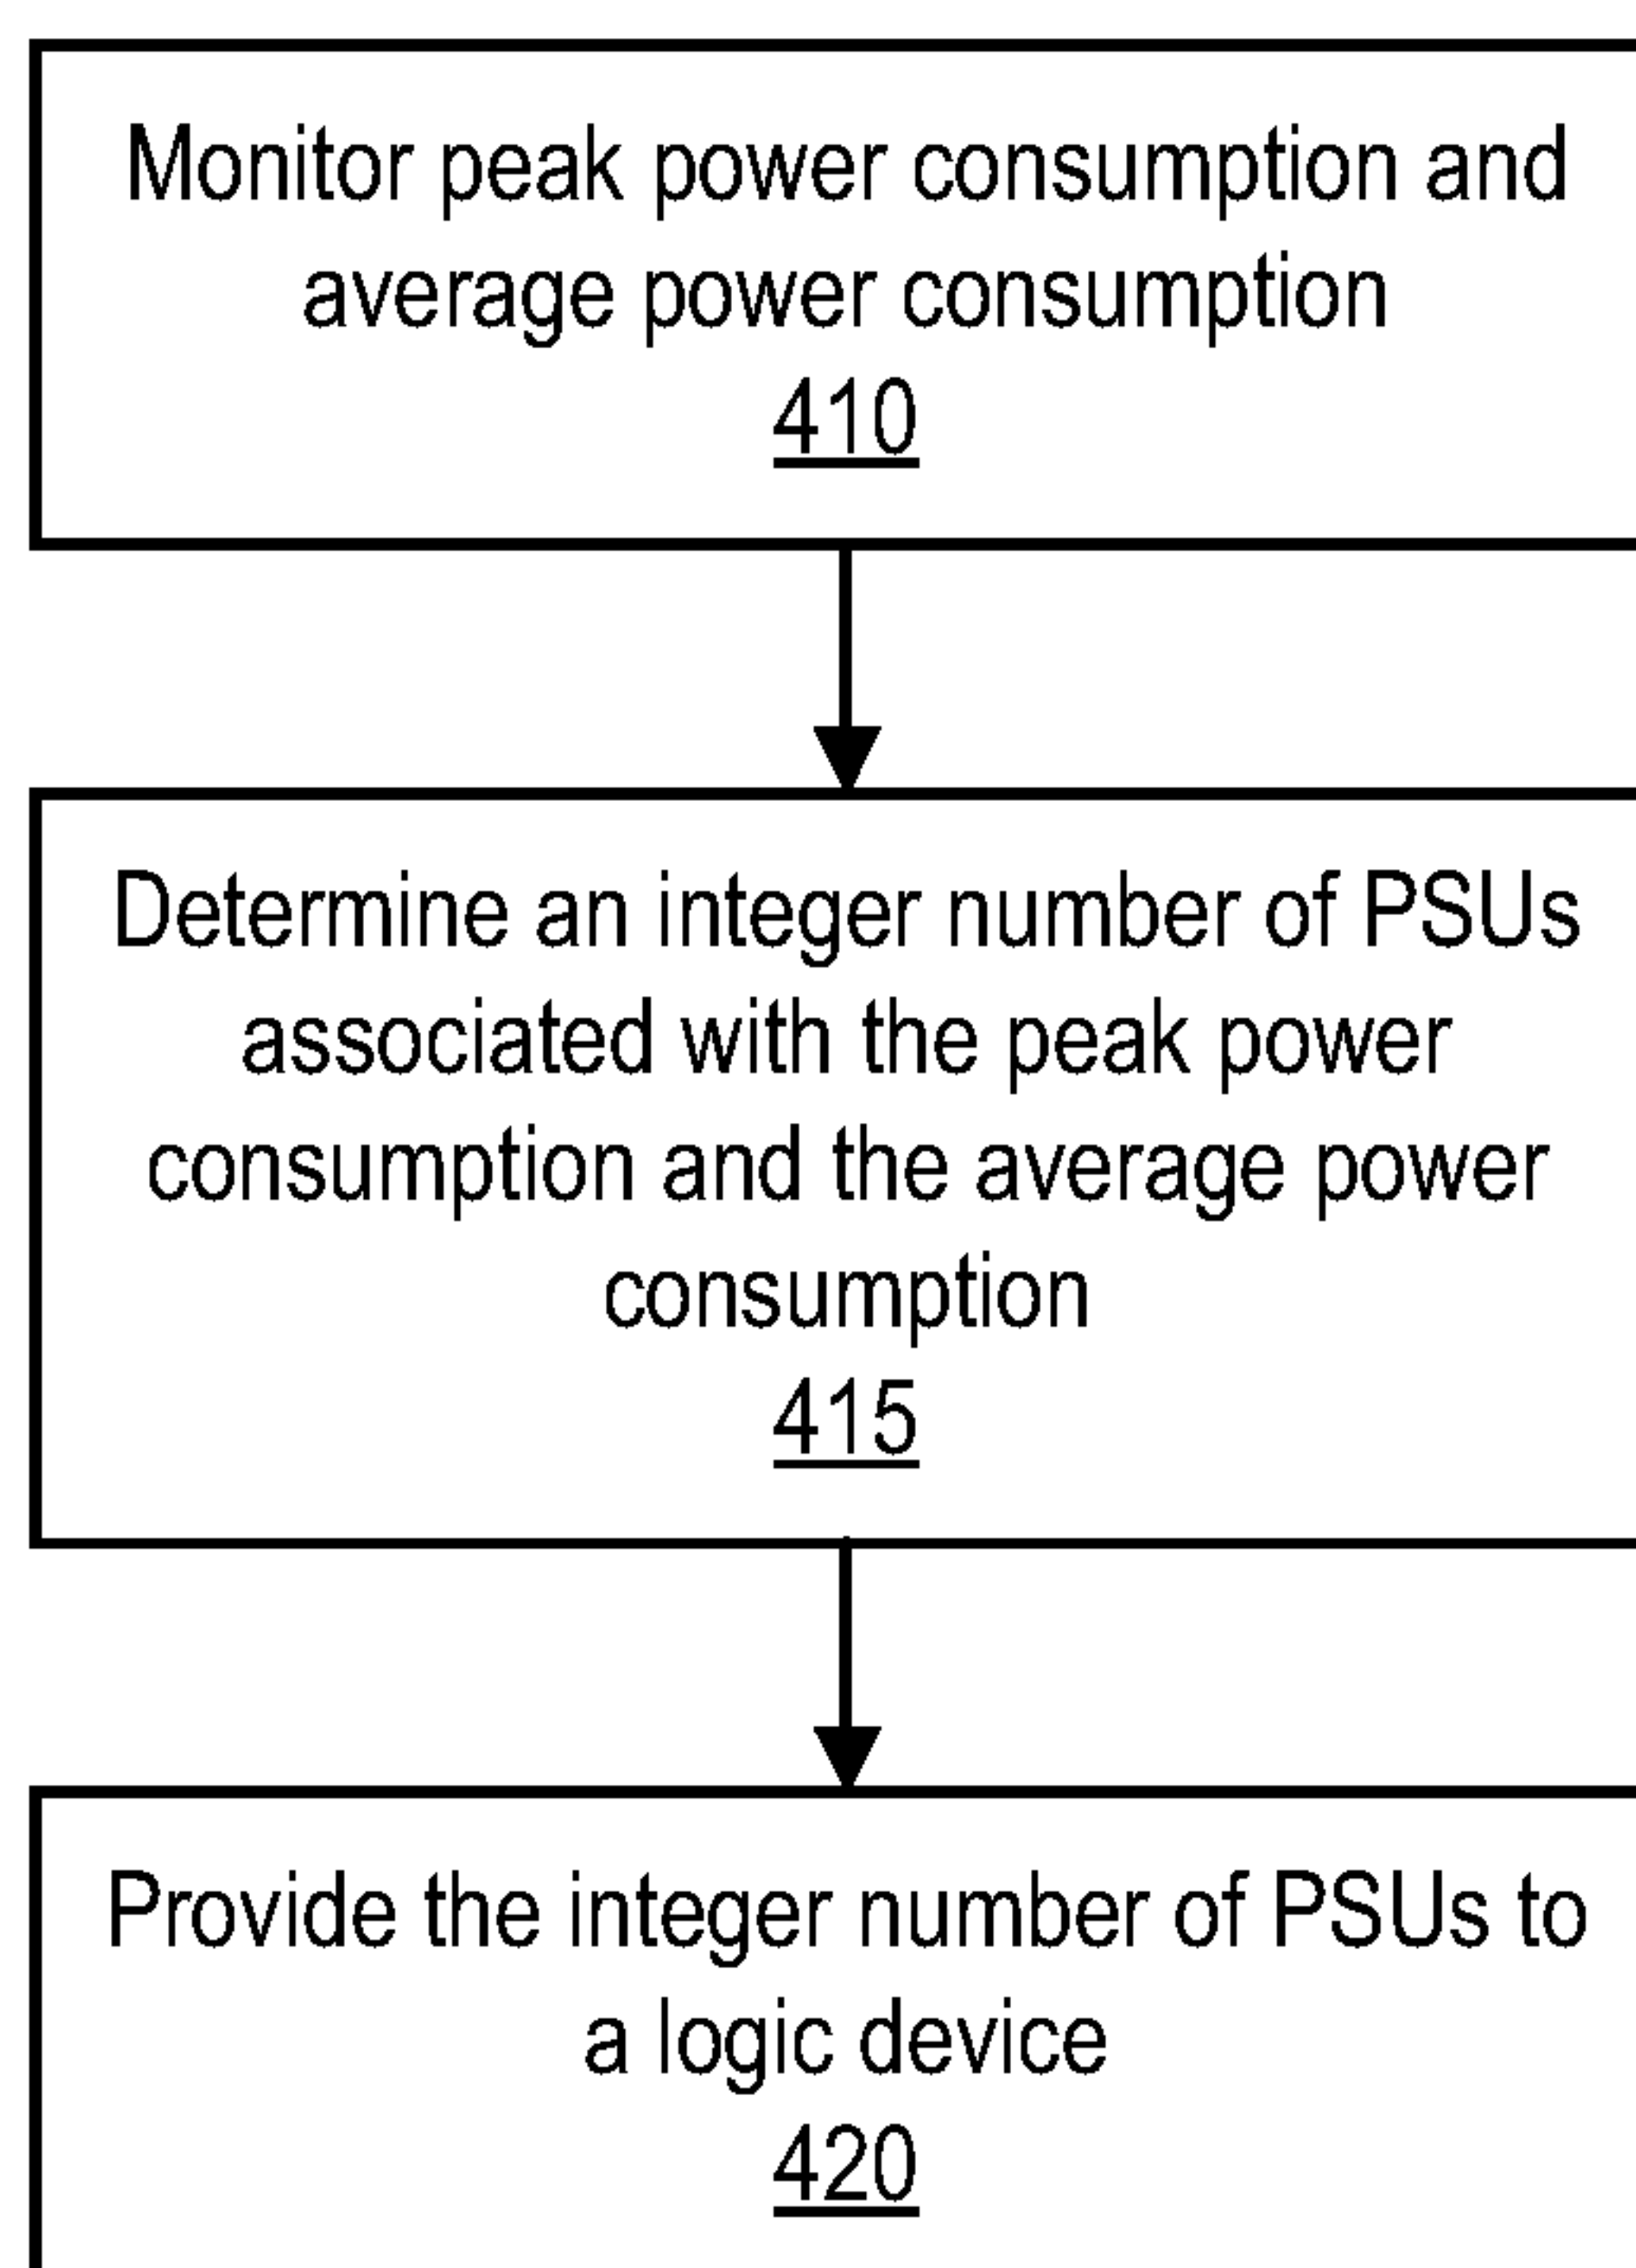 Monitor peak power consumption and
average power consumption
410
Determine an integer number of PSUs
associated with the peak power
consumption and the average power
consumption
415
Provide the integer number of PSUs to
a logic device
420